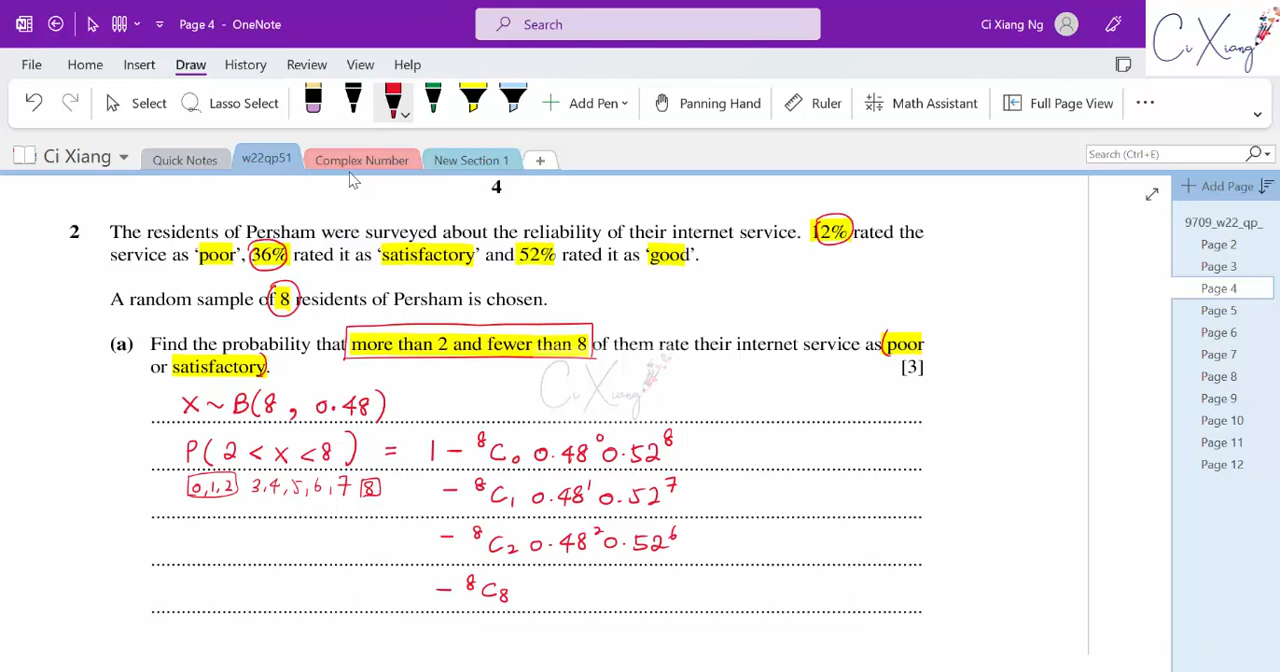 Page 4 - OneNote
Search
Ci Xiang Ng
Ci Xiang
File Home Insert Draw History Review View Help
Select Lasso Select Add Pen Panning Hand Ruler Math Assistant Full Page View
Ci Xiang Quick Notes w22qp51 Complex Number New Section 1 + Search (Ctrl+E)
4
2 The residents of Persham were surveyed about the reliability of their internet service. 12% rated the
service as ‘poor’, 36% rated it as ‘satisfactory’ and 52% rated it as ‘good’.
A random sample of 8 residents of Persham is chosen.
(a) Find the probability that more than 2 and fewer than 8 of them rate their internet service as poor
or satisfactory. [3]
Ci Xiang
X ~ B(8, 0.48)
P(2 < X < 8) = 1 - ⁸C₀ 0.48⁰ 0.52⁸
0,1,2 3,4,5,6,7 8 - ⁸C₁ 0.48¹ 0.52⁷
- ⁸C₂ 0.48² 0.52⁶
- ⁸C₈
Add Page
9709_w22_qp_
Page 2
Page 3
Page 4
Page 5
Page 6
Page 7
Page 8
Page 9
Page 10
Page 11
Page 12